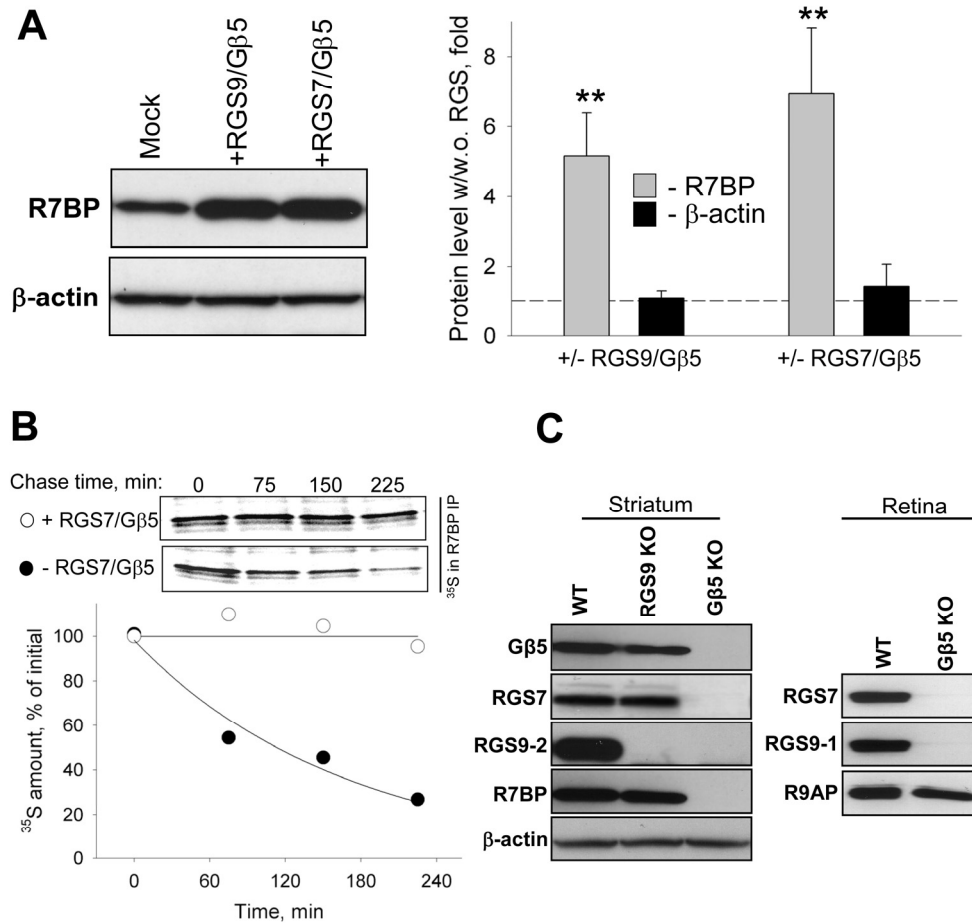 A
Mock
+RGS9/Gβ5
+RGS7/Gβ5
R7BP
β-actin
Protein level w/w.o. RGS, fold
8
6
4
2
0
**
**
- R7BP
- β-actin
+/- RGS9/Gβ5
+/- RGS7/Gβ5
B
Chase time, min: 0 75 150 225
+ RGS7/Gβ5
- RGS7/Gβ5
³⁵S in R7BP IP
³⁵S amount, % of initial
100
80
60
40
20
0
0 60 120 180 240
Time, min
C
Striatum
WT
RGS9 KO
Gβ5 KO
Gβ5
RGS7
RGS9-2
R7BP
β-actin
Retina
WT
Gβ5 KO
RGS7
RGS9-1
R9AP